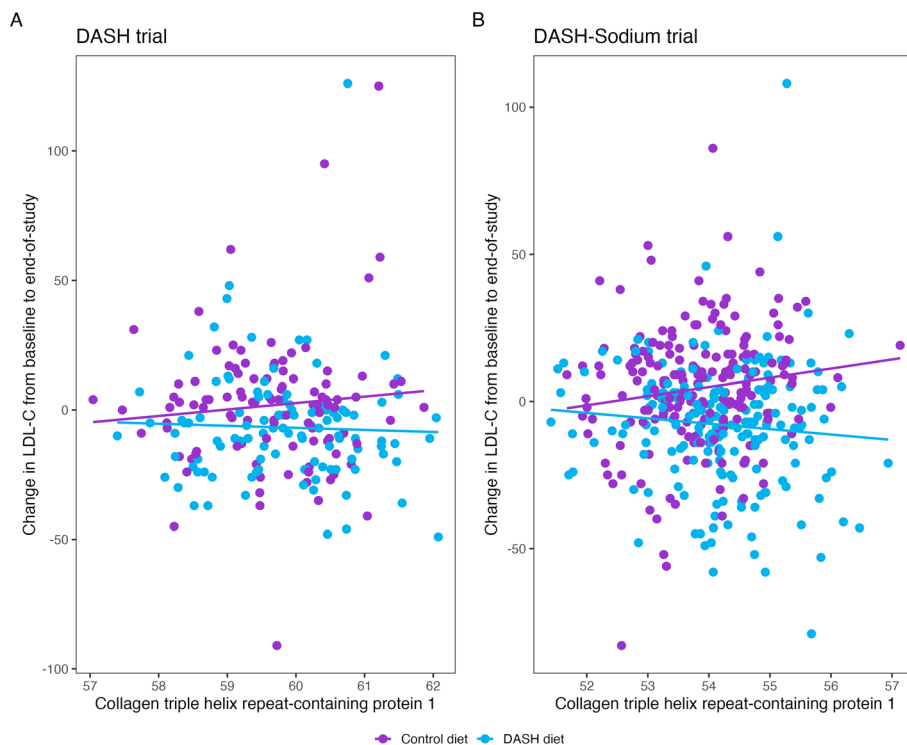 A
DASH trial
Change in LDL-C from baseline to end-of-study
100
50
0
-50
-100
57 58 59 60 61 62
Collagen triple helix repeat-containing protein 1
B
DASH-Sodium trial
Change in LDL-C from baseline to end-of-study
100
50
0
-50
52 53 54 55 56 57
Collagen triple helix repeat-containing protein 1
Control diet DASH diet